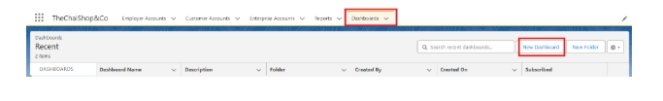 TheChaiShop&Co Employer Accounts Customer Accounts Enterprise Accounts Reports Dashboards
Dashboards
Recent
2 items
Search recent dashboards...
New Dashboard
New Folder
DASHBOARDS Dashboard Name Description Folder Created By Created On Subscribed